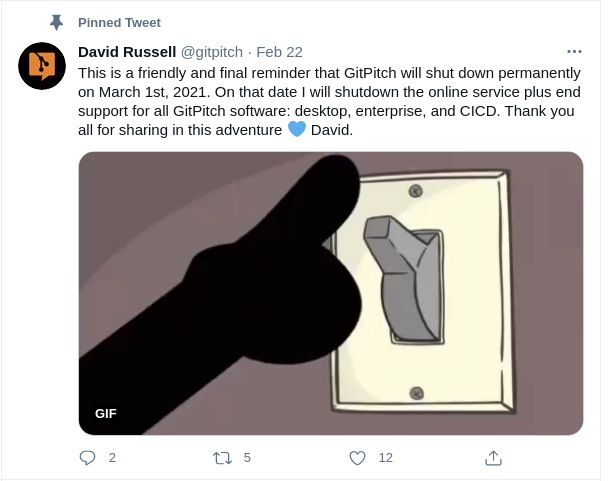 Pinned Tweet
David Russell @gitpitch · Feb 22
This is a friendly and final reminder that GitPitch will shut down permanently
on March 1st, 2021. On that date I will shutdown the online service plus end
support for all GitPitch software: desktop, enterprise, and CICD. Thank you
all for sharing in this adventure 💙 David.
GIF
2 5 12